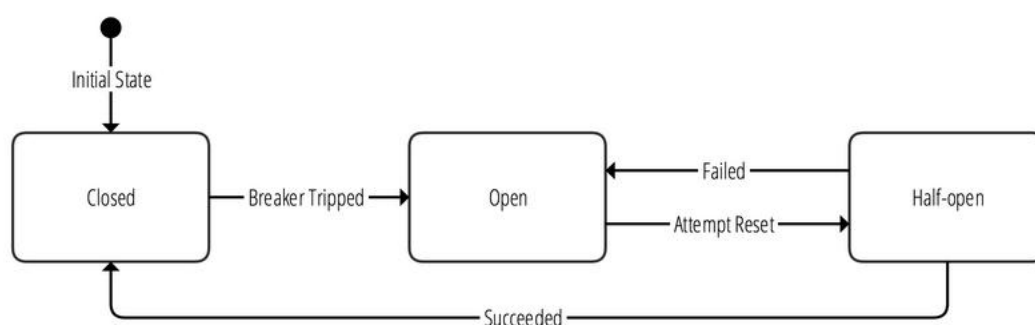 Initial State
Closed
Breaker Tripped
Open
Failed
Attempt Reset
Half-open
Succeeded